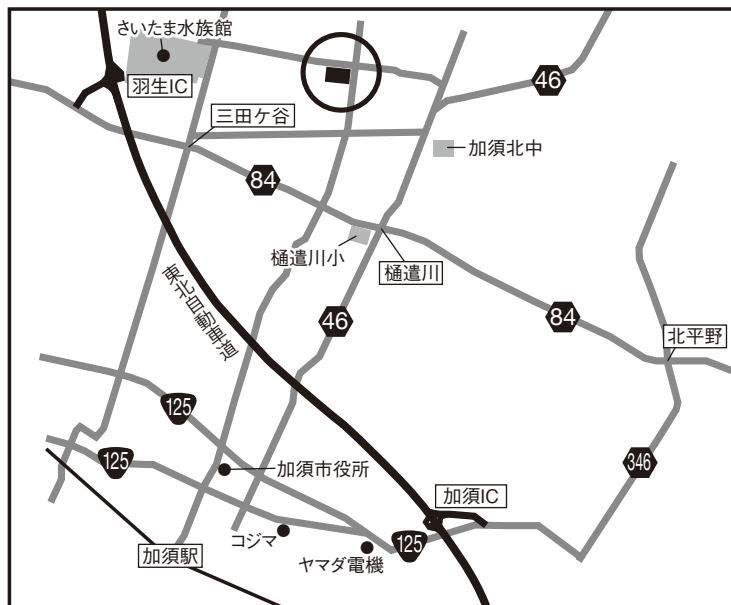 さいたま水族館
羽生IC
46
三田ケ谷
加須北中
84
樋遣川小
樋遣川
東北自動車道
46
84
北平野
125
125
加須市役所
346
加須IC
コジマ
125
加須駅
ヤマダ電機